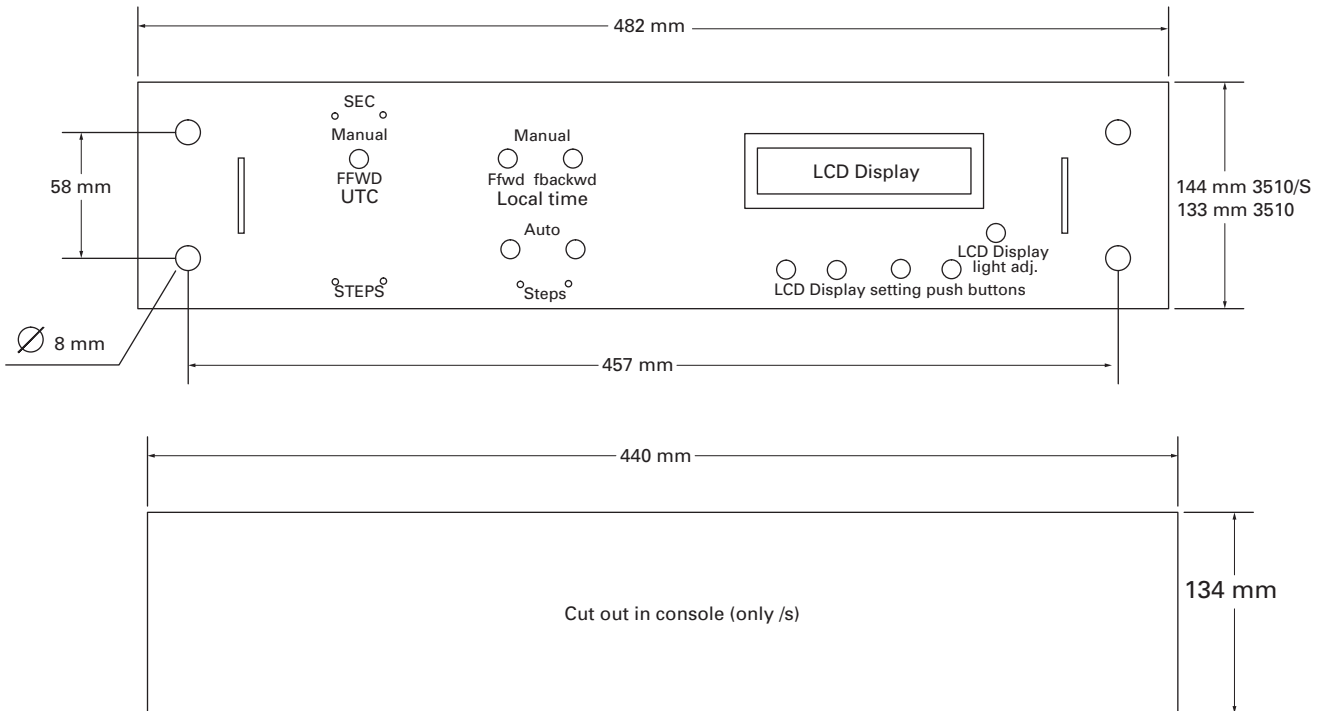 482 mm
SEC
Manual
FFWD
UTC
Manual
Ffwd fbackwd
Local time
Auto
STEPS
Steps
LCD Display
LCD Display
light adj.
LCD Display setting push buttons
58 mm
144 mm 3510/S
133 mm 3510
8 mm
457 mm
440 mm
134 mm
Cut out in console (only /s)